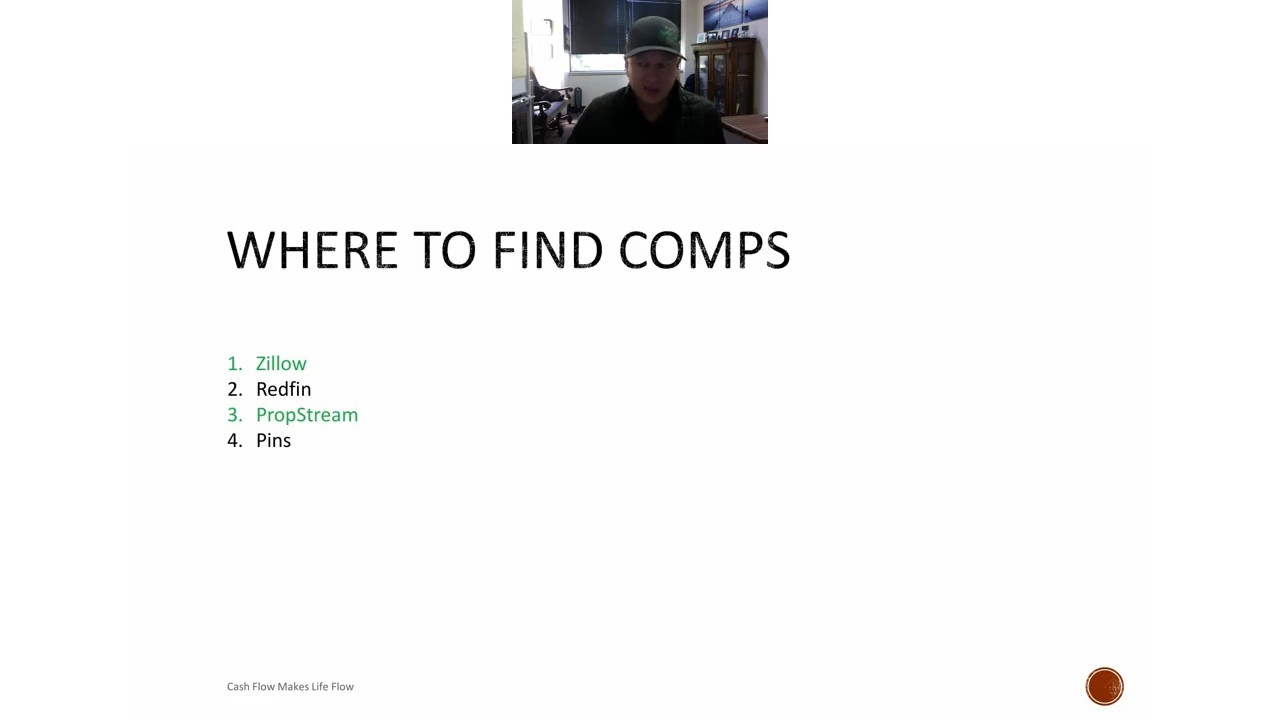 WHERE TO FIND COMPS
1. Zillow
2. Redfin
3. PropStream
4. Pins
Cash Flow Makes Life Flow